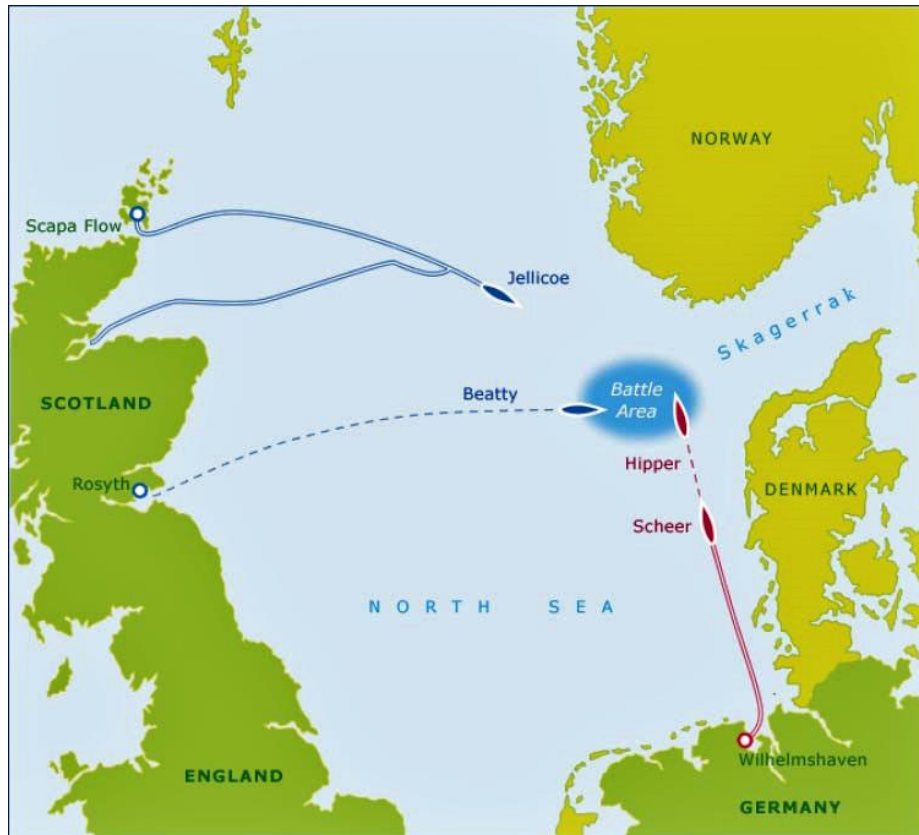 NORWAY
Scapa Flow
Jellicoe
Skagerrak
SCOTLAND
Beatty
Battle
Area
Hipper
Rosyth
DENMARK
Scheer
NORTH SEA
Wilhelmshaven
ENGLAND
GERMANY